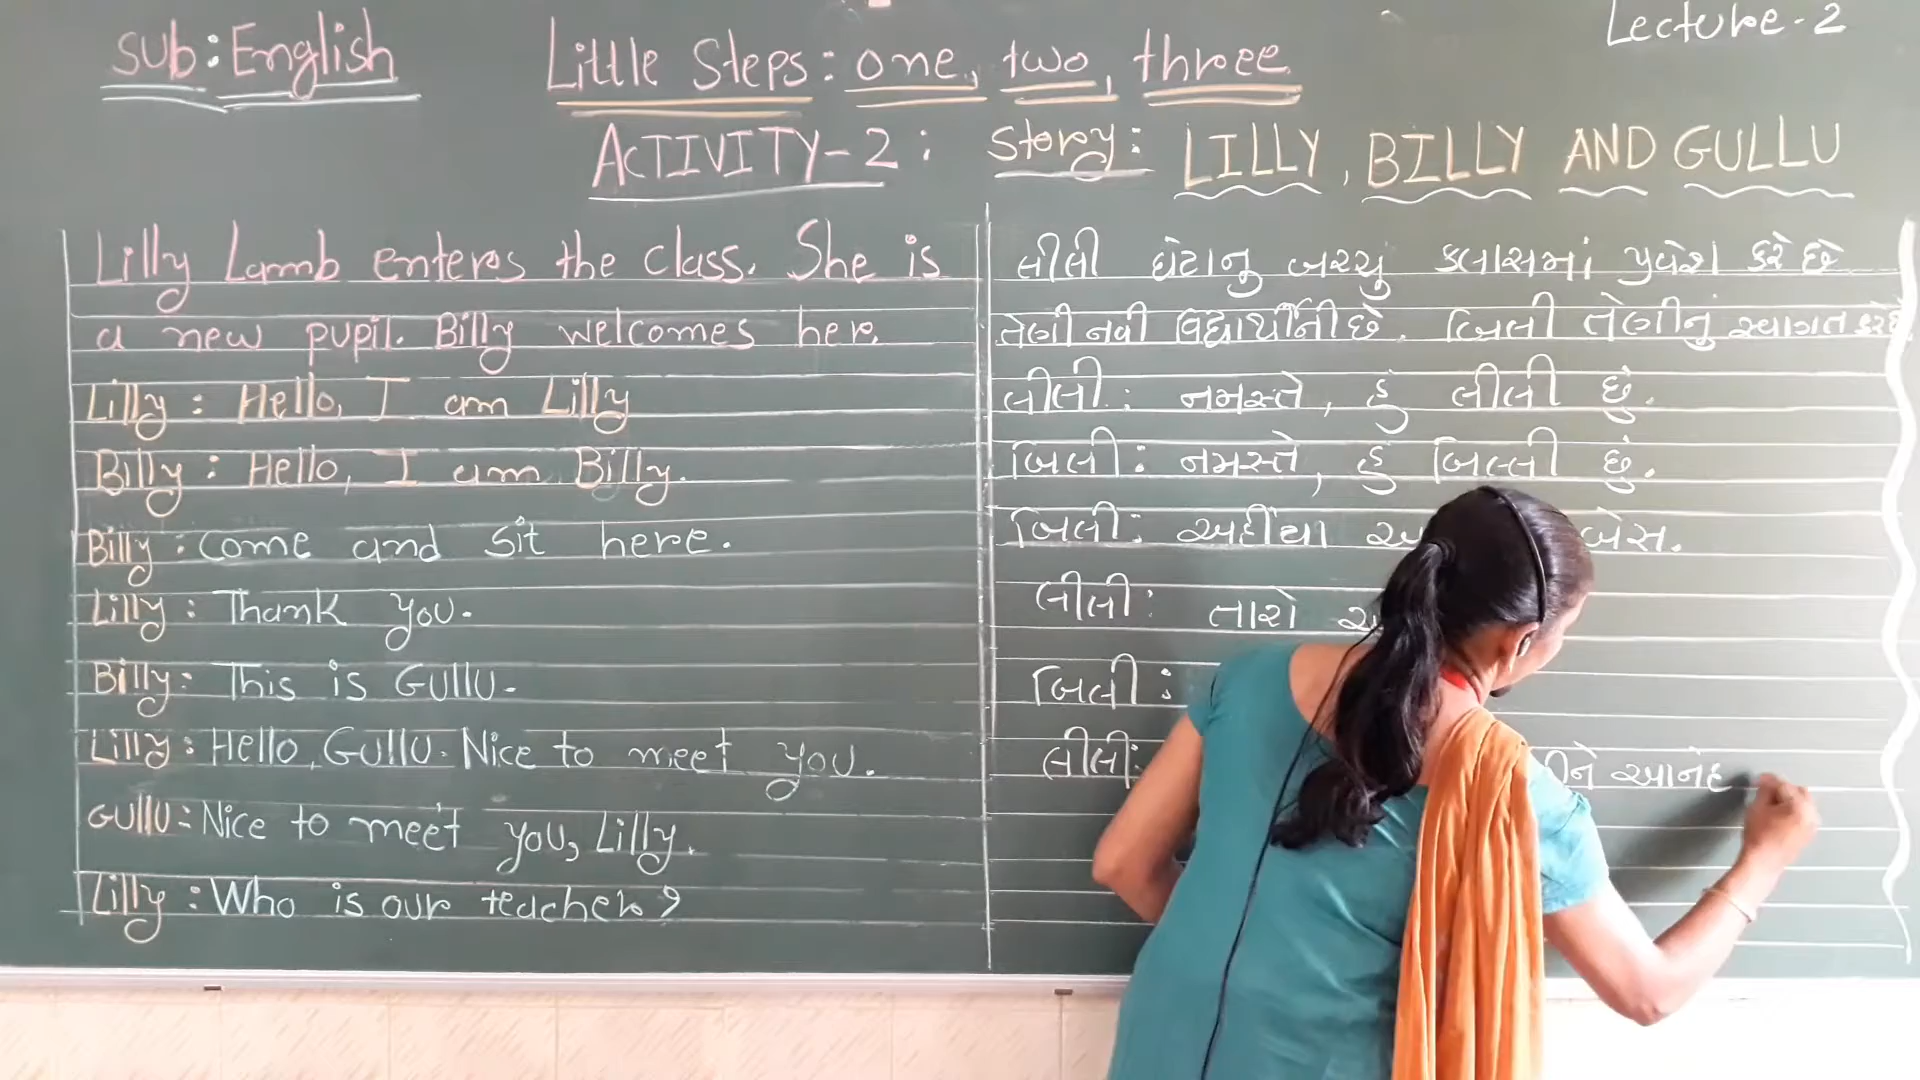 Sub: English
Little Steps: one, two, three
Lecture-2
ACTIVITY-2:
Story: LILLY, BILLY AND GULLU
Lilly Lamb enters the class. She is
a new pupil. Billy welcomes her.
Lilly: Hello, I am Lilly
Billy: Hello, I am Billy.
Billy: Come and sit here.
Lilly: Thank you.
Billy: This is Gullu.
Lilly: Hello, Gullu. Nice to meet you.
Gullu: Nice to meet you, Lilly.
Lilly: Who is our teacher?
લીલી ઘેટાનુ બચ્ચુ ક્લાસમાં પ્રવેશ કરે છે
તેણી નવી વિદ્યાર્થીની છે. બિલી તેણીનું સ્વાગત કરે છે
લીલી: નમસ્તે, હું લીલી છું.
બિલી: નમસ્તે, હું બિલ્લી છું.
બિલી: અહીંયા બેસ.
લીલી: તારો
બિલી:
લીલી: આનંદ